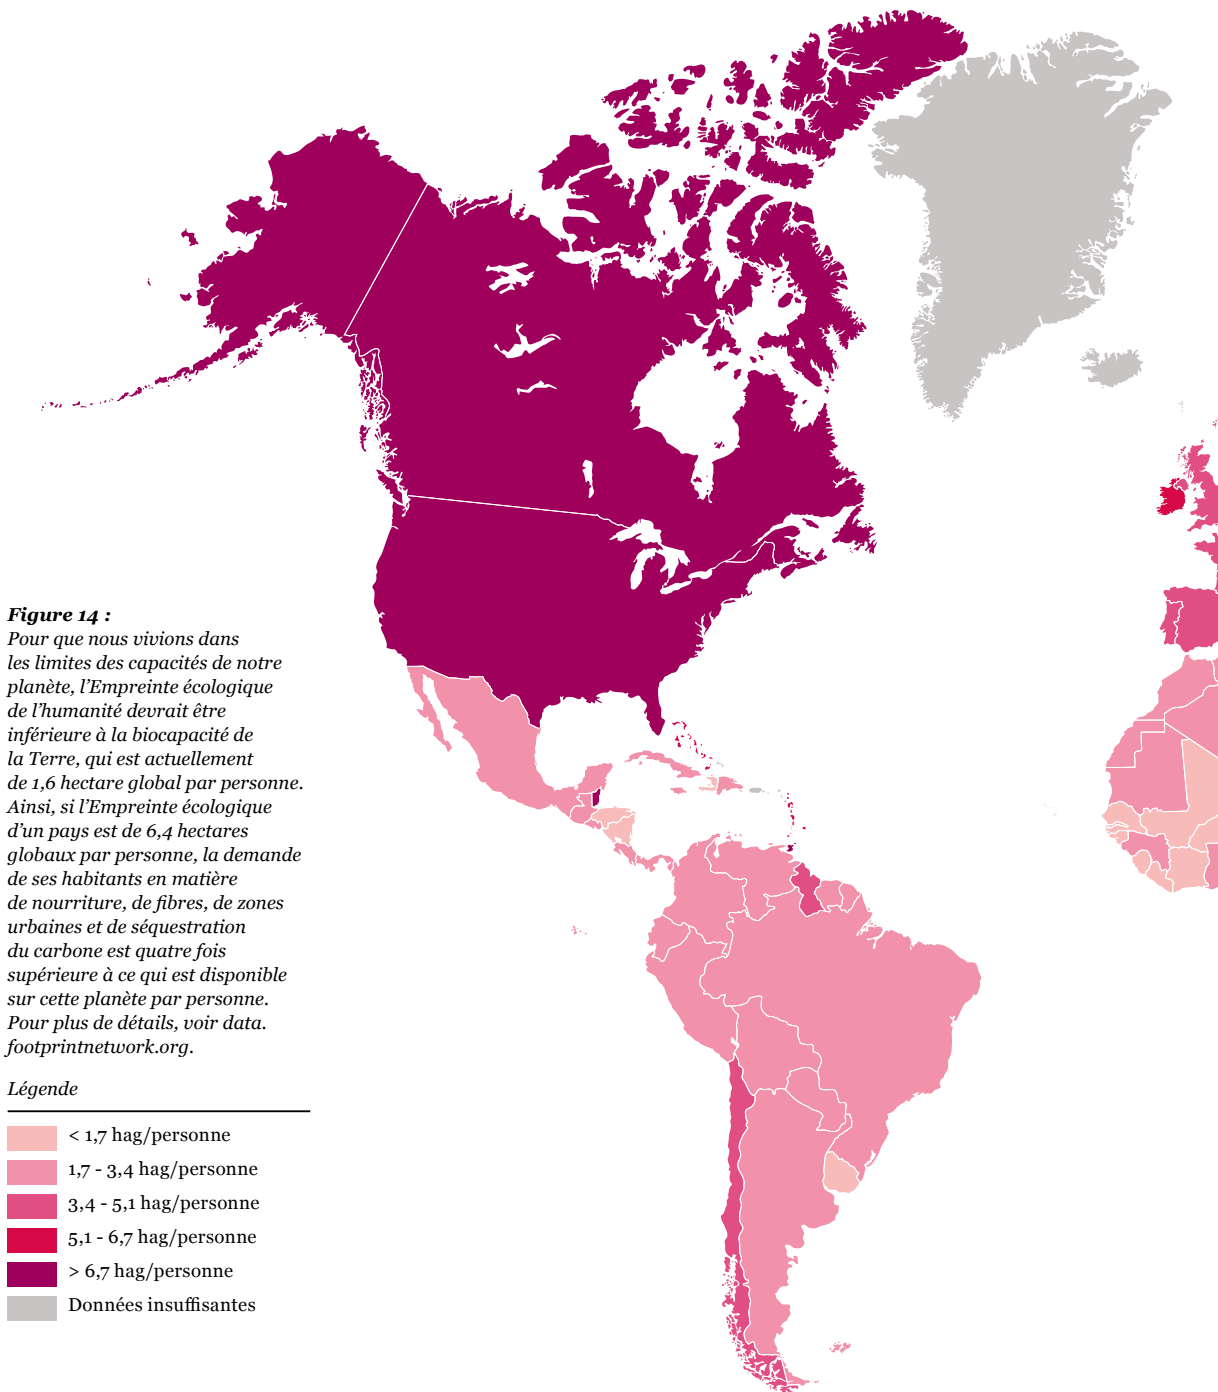 Figure 14 :
Pour que nous vivions dans
les limites des capacités de notre
planète, l’Empreinte écologique
de l’humanité devrait être
inférieure à la biocapacité de
la Terre, qui est actuellement
de 1,6 hectare global par personne.
Ainsi, si l’Empreinte écologique
d’un pays est de 6,4 hectares
globaux par personne, la demande
de ses habitants en matière
de nourriture, de fibres, de zones
urbaines et de séquestration
du carbone est quatre fois
supérieure à ce qui est disponible
sur cette planète par personne.
Pour plus de détails, voir data.
footprintnetwork.org.
Légende
< 1,7 hag/personne
1,7 - 3,4 hag/personne
3,4 - 5,1 hag/personne
5,1 - 6,7 hag/personne
> 6,7 hag/personne
Données insuffisantes